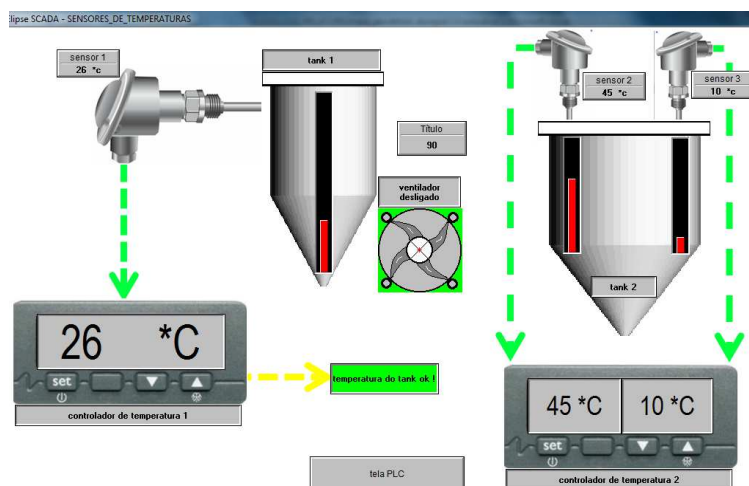 Elipse SCADA - SENSORES_DE_TEMPERATURAS
sensor 1
26 *c
tank 1
sensor 2
45 *c
sensor 3
10 *c
Título
90
ventilador
desligado
tank 2
26 *C
set
temperatura do tank ok !
controlador de temperatura 1
45 *C
10 *C
set
tela PLC
controlador de temperatura 2